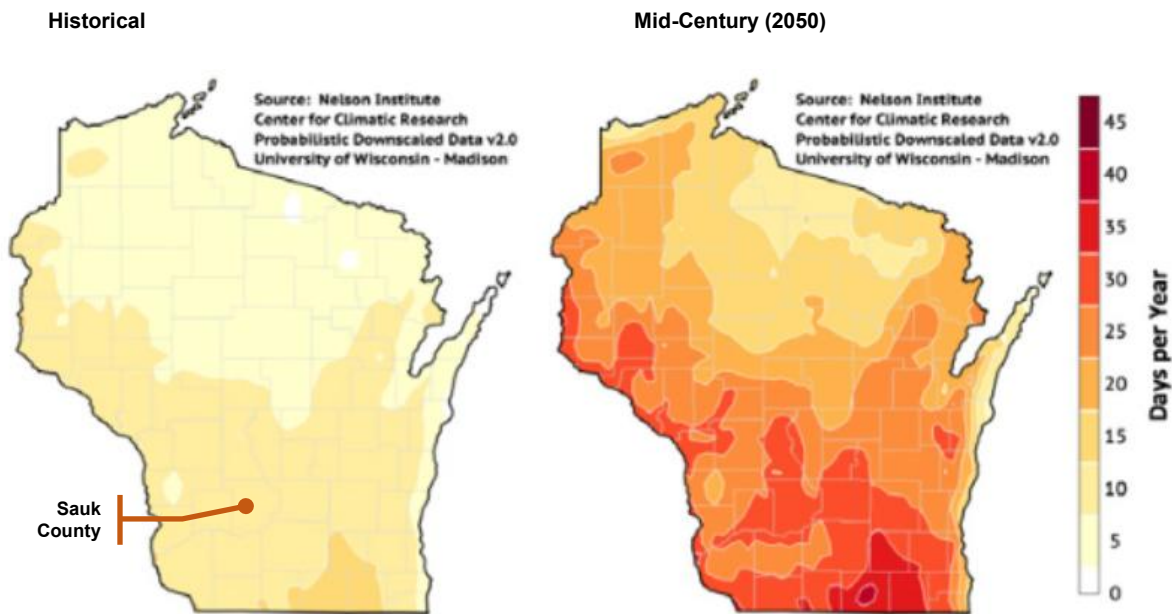 Historical
Mid-Century (2050)
Source: Nelson Institute
Center for Climatic Research
Probabilistic Downscaled Data v2.0
University of Wisconsin - Madison
Source: Nelson Institute
Center for Climatic Research
Probabilistic Downscaled Data v2.0
University of Wisconsin - Madison
45
40
35
30
25
20
15
10
5
0
Days per Year
Sauk
County